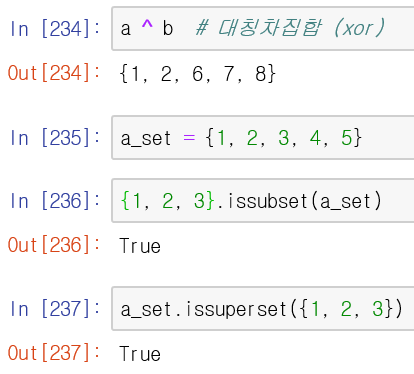 In [234]: a ^ b # 대칭차집합 (xor)
Out[234]: {1, 2, 6, 7, 8}
In [235]: a_set = {1, 2, 3, 4, 5}
In [236]: {1, 2, 3}.issubset(a_set)
Out[236]: True
In [237]: a_set.issuperset({1, 2, 3})
Out[237]: True